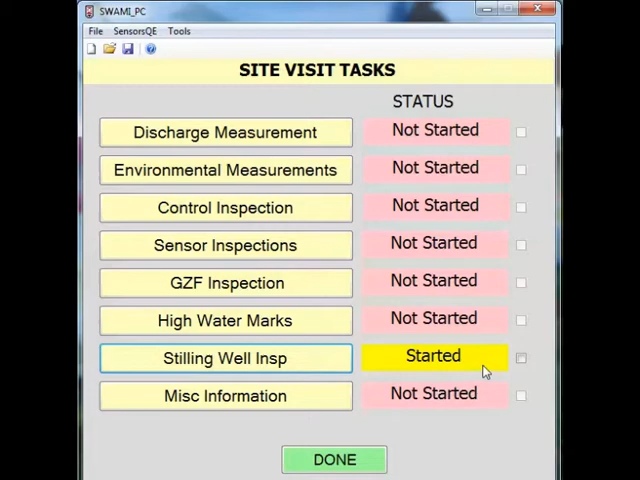 SWAMI_PC
File SensorsQE Tools
SITE VISIT TASKS
STATUS
Discharge Measurement Not Started
Environmental Measurements Not Started
Control Inspection Not Started
Sensor Inspections Not Started
GZF Inspection Not Started
High Water Marks Not Started
Stilling Well Insp Started
Misc Information Not Started
DONE